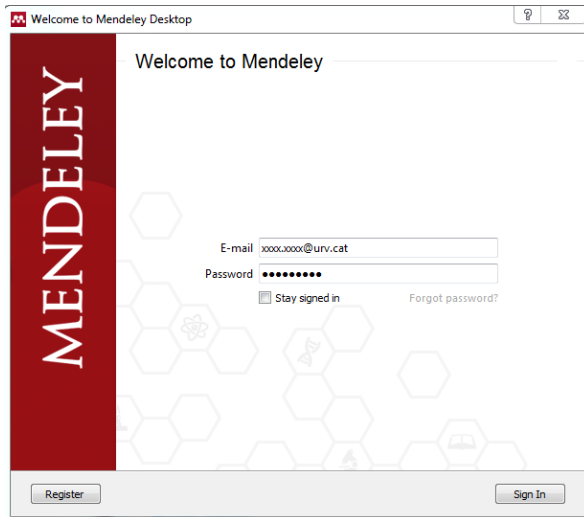 Welcome to Mendeley Desktop
Welcome to Mendeley
MENDELEY
E-mail xxxx.xxxx@urv.cat
Password ●●●●●●●●●
Stay signed in Forgot password?
Register Sign In